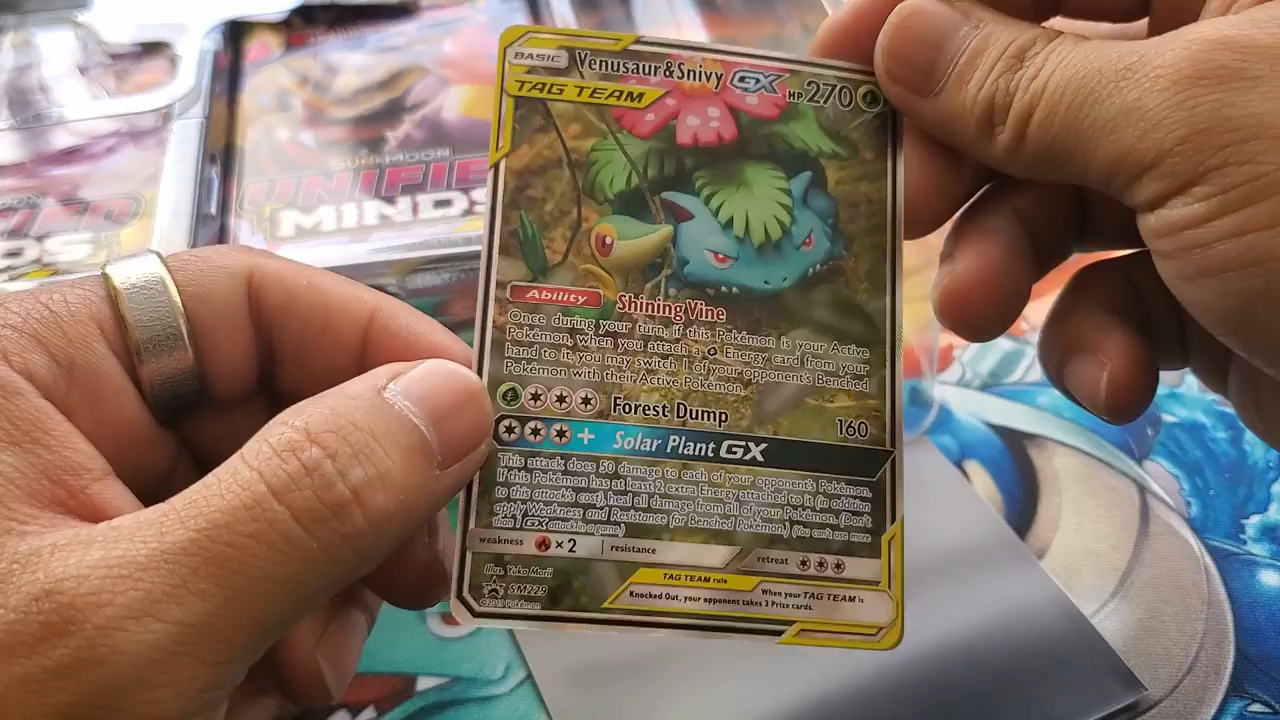 SUN & MOON
UNIFIE
MINDS
DS
BASIC Venusaur&Snivy GX HP270
TAG TEAM
Ability Shining Vine
Once during your turn, if this Pokémon is your Active
Pokémon, when you attach a Energy card from your
hand to it, you may switch 1 of your opponent's Benched
Pokémon with their Active Pokémon.
Forest Dump 160
+ Solar Plant GX
This attack does 50 damage to each of your opponent's Pokémon.
If this Pokémon has at least 2 extra Energy attached to it (in addition
to this attack's cost), heal all damage from all of your Pokémon. (Don't
apply Weakness and Resistance for Benched Pokémon.) (You can't use more
than 1 GX attack in a game.)
weakness ×2 resistance retreat
Illus. Yuka Morii
SM229
©2019 Pokémon
TAG TEAM rule When your TAG TEAM is
Knocked Out, your opponent takes 3 Prize cards.